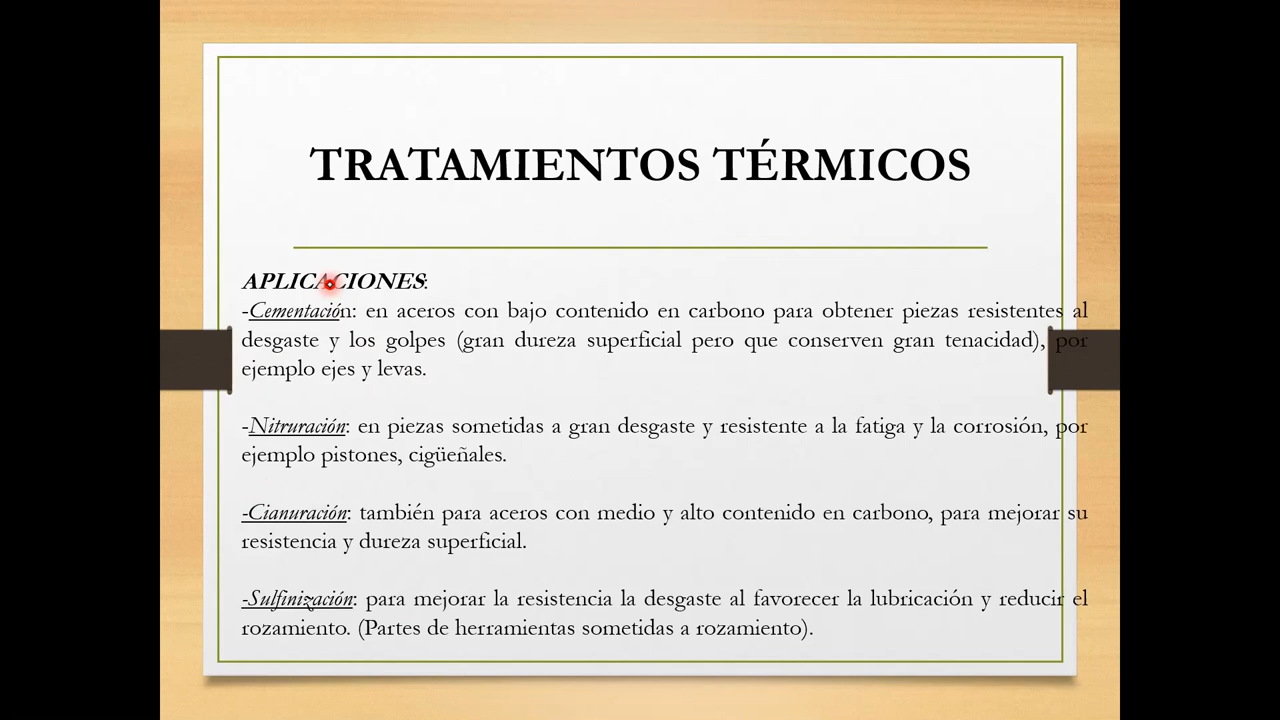 TRATAMIENTOS TÉRMICOS
APLICACIONES:
-Cementación: en aceros con bajo contenido en carbono para obtener piezas resistentes al
desgaste y los golpes (gran dureza superficial pero que conserven gran tenacidad), por
ejemplo ejes y levas.
-Nitruración: en piezas sometidas a gran desgaste y resistente a la fatiga y la corrosión, por
ejemplo pistones, cigüeñales.
-Cianuración: también para aceros con medio y alto contenido en carbono, para mejorar su
resistencia y dureza superficial.
-Sulfinización: para mejorar la resistencia la desgaste al favorecer la lubricación y reducir el
rozamiento. (Partes de herramientas sometidas a rozamiento).